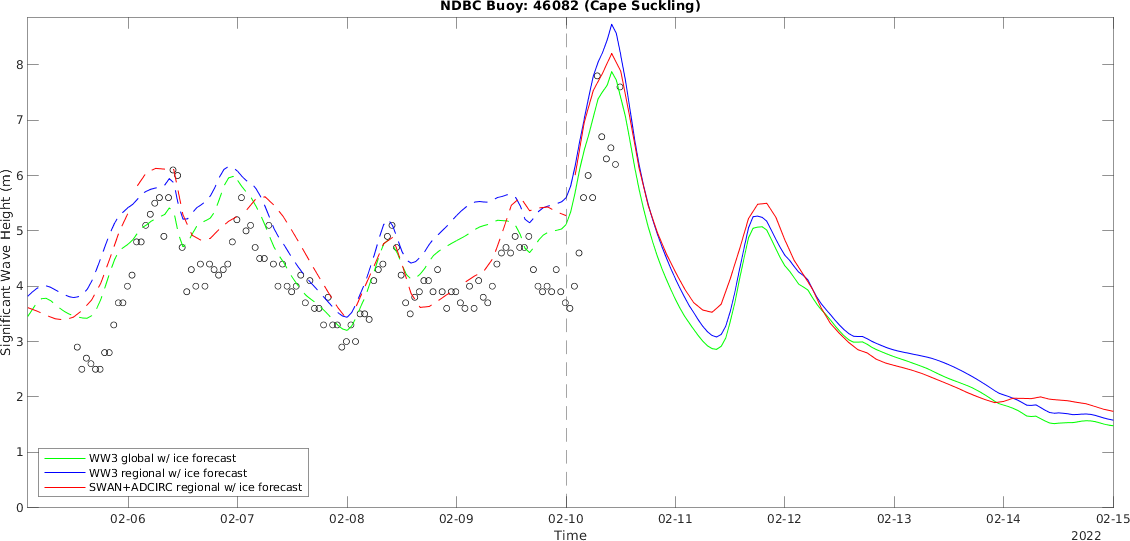 NDBC Buoy: 46082 (Cape Suckling)
8
7
6
5
4
3
2
1
0
Significant Wave Height (m)
WW3 global w/ ice forecast
WW3 regional w/ ice forecast
SWAN+ADCIRC regional w/ ice forecast
02-06 02-07 02-08 02-09 02-10 02-11 02-12 02-13 02-14 02-15
Time 2022